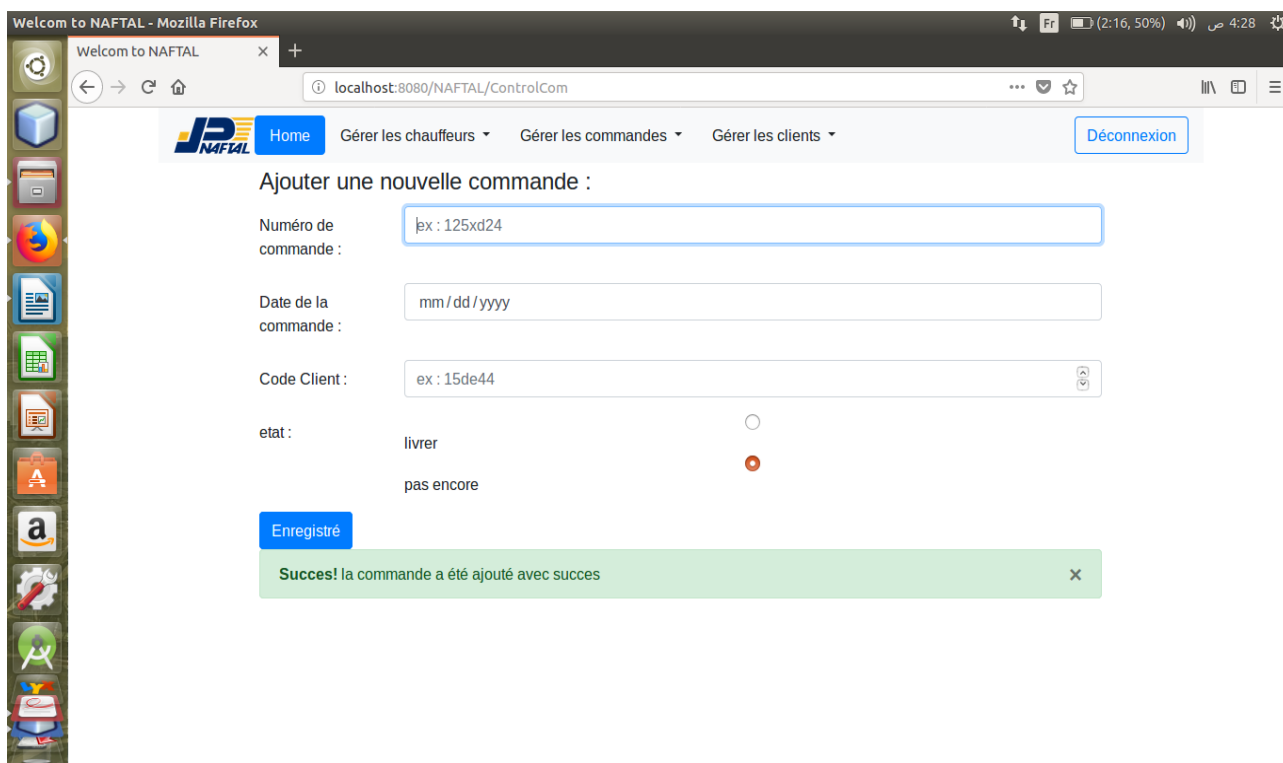 Welcom to NAFTAL - Mozilla Firefox
Fr (2:16, 50%) ص 4:28
Welcom to NAFTAL × +
localhost:8080/NAFTAL/ControlCom
NAFTAL Home Gérer les chauffeurs Gérer les commandes Gérer les clients Déconnexion
Ajouter une nouvelle commande :
Numéro de
commande :
ex : 125xd24
Date de la
commande :
mm / dd / yyyy
Code Client :
ex : 15de44
etat :
livrer
pas encore
Enregistré
Succes! la commande a été ajouté avec succes ×